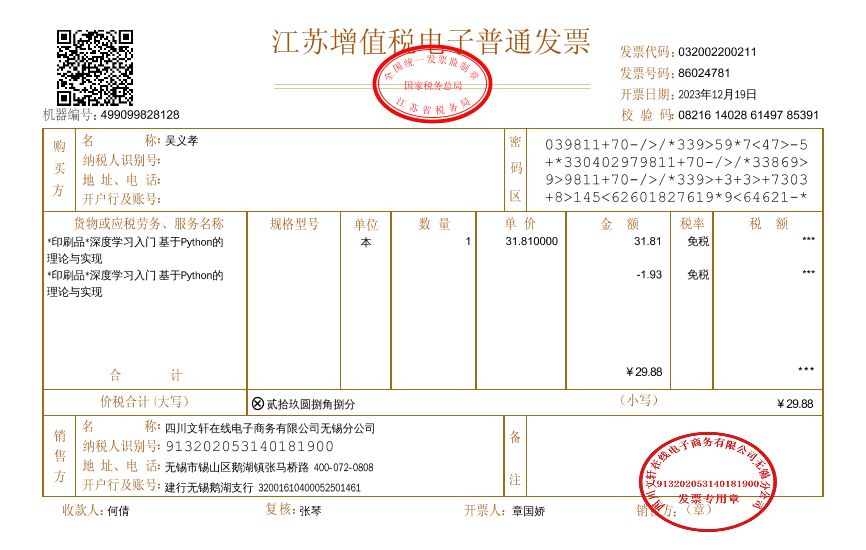 江苏增值税电子普通发票
全国统一发票监制章
国家税务总局
江苏省税务局
发票代码：032002200211
发票号码：86024781
开票日期：2023年12月19日
机器编号：499099828128
校 验 码：08216 14028 61497 85391
购买方
名 称：吴义孝
纳税人识别号：
地 址、电 话：
开户行及账号：
密码区
039811+70-/>/*339>59*7<47>-5
+*330402979811+70-/>/*33869>
9>9811+70-/>/*339>+3+3>+7303
+8>145<62601827619*9<64621-*
货物或应税劳务、服务名称 规格型号 单位 数 量 单 价 金 额 税率 税 额
*印刷品*深度学习入门 基于Python的 本 1 31.810000 31.81 免税 ***
理论与实现
*印刷品*深度学习入门 基于Python的 -1.93 免税 ***
理论与实现
合 计 ￥29.88 ***
价税合计（大写） ⊗贰拾玖圆捌角捌分 （小写） ￥29.88
销售方
名 称：四川文轩在线电子商务有限公司无锡分公司
纳税人识别号：913202053140181900
地 址、电 话：无锡市锡山区鹅湖镇张马桥路 400-072-0808
开户行及账号：建行无锡鹅湖支行 32001610400052501461
备注
四川文轩在线电子商务有限公司无锡分公司
913202053140181900
发票专用章
收款人：何倩 复核：张琴 开票人：章国娇 销售方：（章）